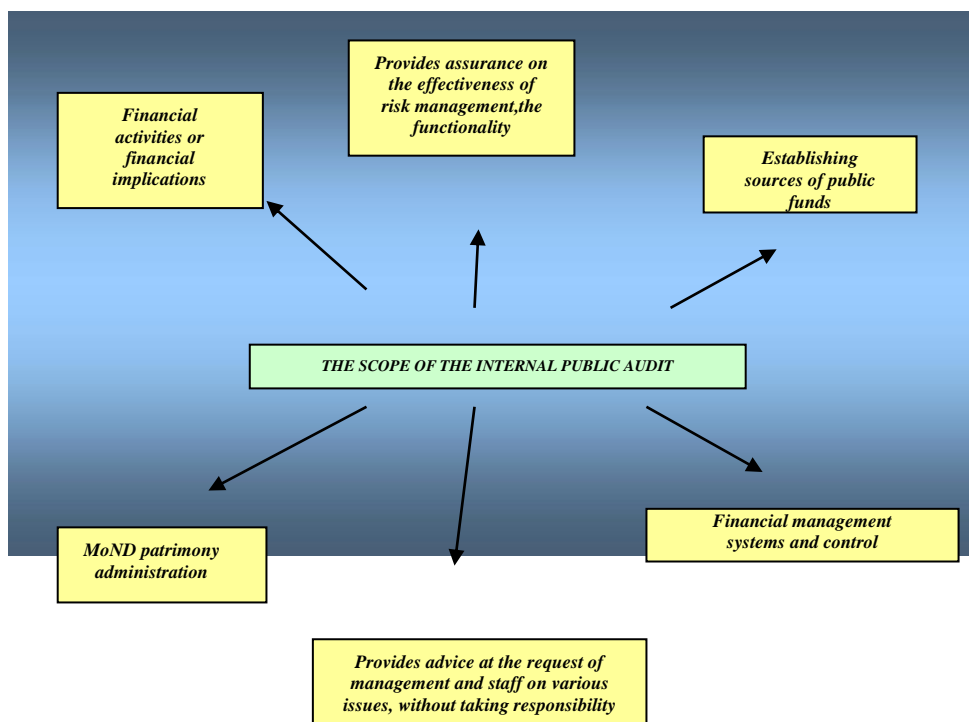 Provides assurance on
the effectiveness of
risk management,the
functionality
Financial
activities or
financial
implications
Establishing
sources of public
funds
THE SCOPE OF THE INTERNAL PUBLIC AUDIT
MoND patrimony
administration
Financial management
systems and control
Provides advice at the request of
management and staff on various
issues, without taking responsibility